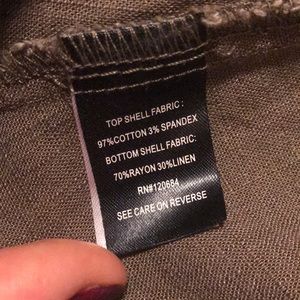 TOP SHELL FABRIC :
97%COTTON 3% SPANDEX
BOTTOM SHELL FABRIC:
70%RAYON 30%LINEN
RN#120684
SEE CARE ON REVERSE